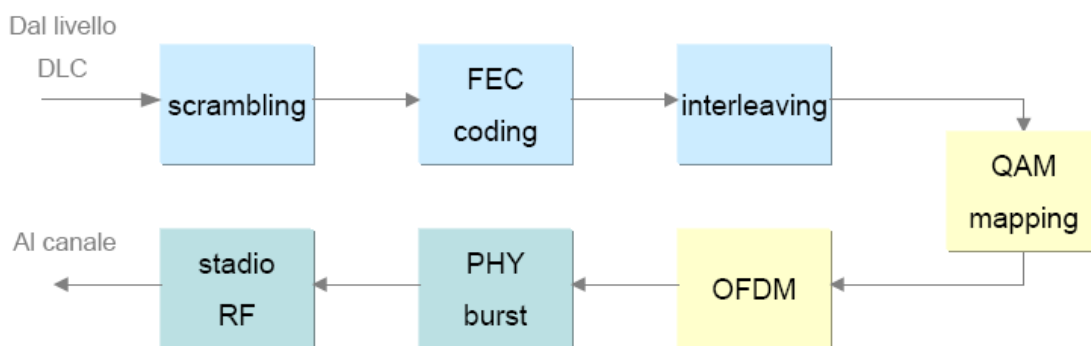 Dal livello
DLC
scrambling
FEC
coding
interleaving
QAM
mapping
OFDM
PHY
burst
stadio
RF
Al canale